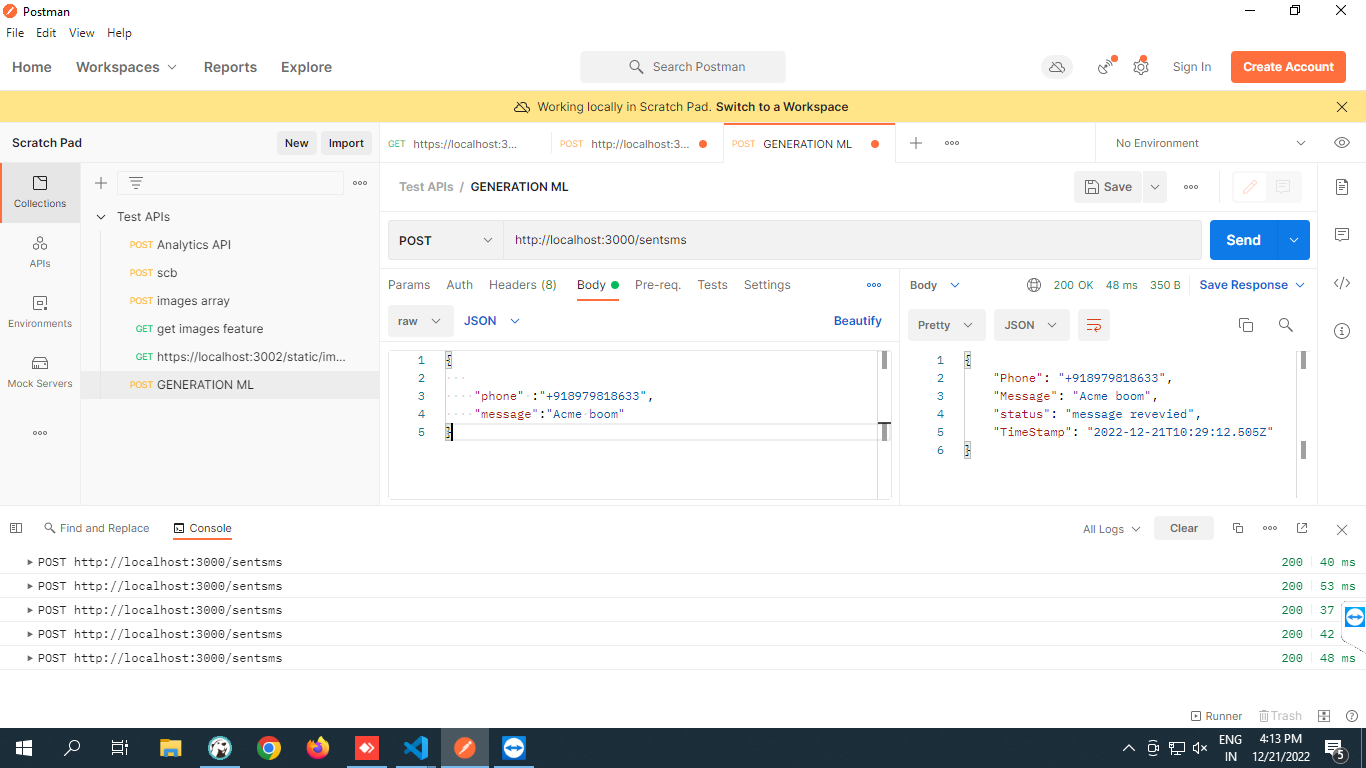 Postman
File Edit View Help
Home Workspaces Reports Explore Search Postman Sign In Create Account
Working locally in Scratch Pad. Switch to a Workspace
Scratch Pad New Import
GET https://localhost:3... POST http://localhost:3... POST GENERATION ML No Environment
Collections
APIs
Environments
Mock Servers
Test APIs
POST Analytics API
POST scb
POST images array
GET get images feature
GET https://localhost:3002/static/im...
POST GENERATION ML
Test APIs / GENERATION ML Save
POST http://localhost:3000/sentsms Send
Params Auth Headers (8) Body Pre-req. Tests Settings
raw JSON Beautify
1 {
2
3 "phone" :"+918979818633",
4 "message":"Acme boom"
5 }
Body 200 OK 48 ms 350 B Save Response
Pretty JSON
1 {
2 "Phone": "+918979818633",
3 "Message": "Acme boom",
4 "status": "message revevied",
5 "TimeStamp": "2022-12-21T10:29:12.505Z"
6 }
Find and Replace Console All Logs Clear
POST http://localhost:3000/sentsms 200 40 ms
POST http://localhost:3000/sentsms 200 53 ms
POST http://localhost:3000/sentsms 200 37
POST http://localhost:3000/sentsms 200 42
POST http://localhost:3000/sentsms 200 48 ms
Runner Trash
ENG 4:13 PM
IN 12/21/2022 5